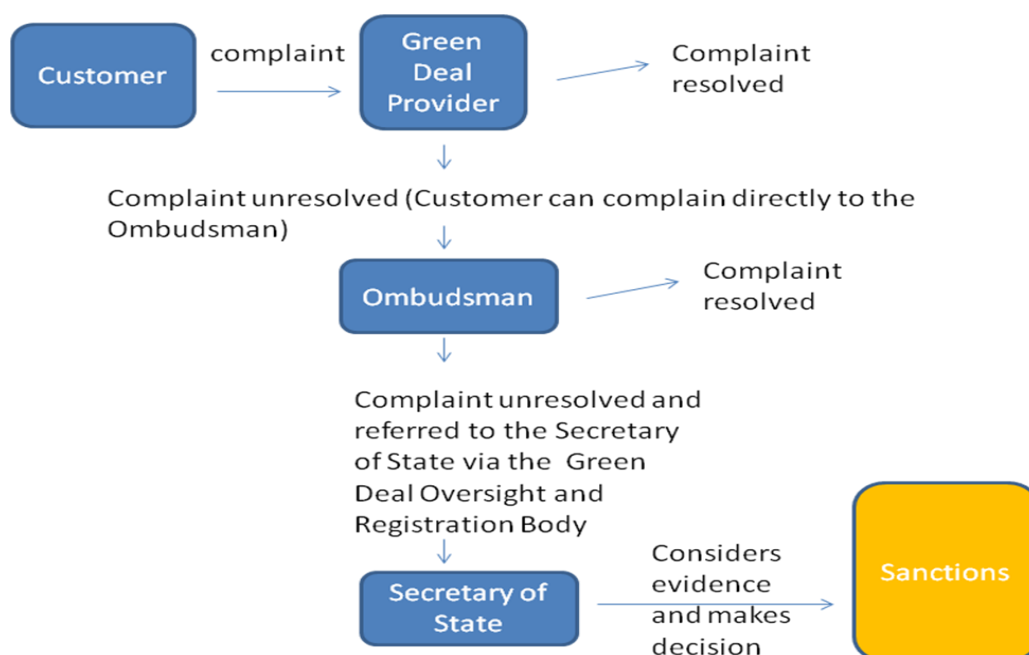 Customer
complaint
Green
Deal
Provider
Complaint
resolved
Complaint unresolved (Customer can complain directly to the
Ombudsman)
Ombudsman
Complaint
resolved
Complaint unresolved and
referred to the Secretary
of State via the Green
Deal Oversight and
Registration Body
Secretary of
State
Considers
evidence
and makes
decision
Sanctions